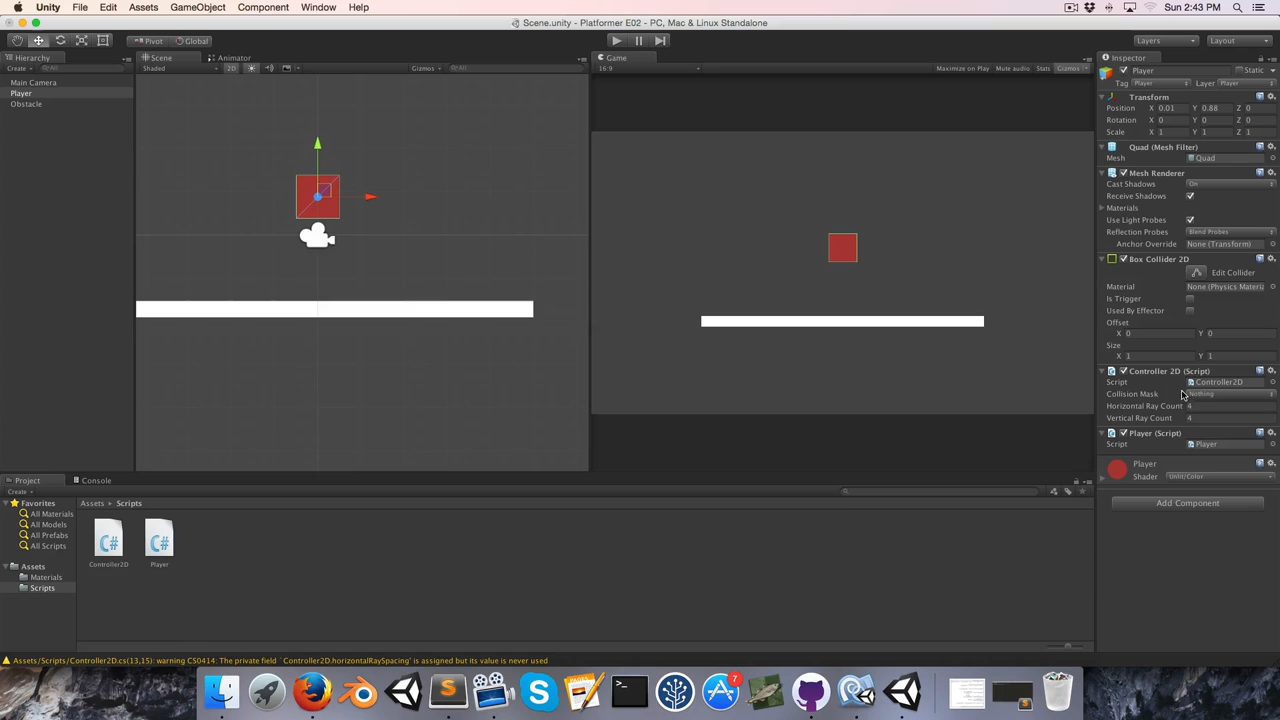 Unity File Edit Assets GameObject Component Window Help
Sun 2:43 PM
Scene.unity - Platformer E02 - PC, Mac & Linux Standalone
Pivot Global
Layers Layout
Hierarchy
Create All
Main Camera
Player
Obstacle
Scene Animator
Shaded 2D Gizmos All
Game
16:9 Maximize on Play Mute audio Stats Gizmos
Inspector
Player Static
Tag Player Layer Player
Transform
Position X 0.01 Y 0.88 Z 0
Rotation X 0 Y 0 Z 0
Scale X 1 Y 1 Z 1
Quad (Mesh Filter)
Mesh Quad
Mesh Renderer
Cast Shadows On
Receive Shadows
Materials
Use Light Probes
Reflection Probes Blend Probes
Anchor Override None (Transform)
Box Collider 2D
Edit Collider
Material None (Physics Materia
Is Trigger
Used By Effector
Offset
X 0 Y 0
Size
X 1 Y 1
Controller 2D (Script)
Script Controller2D
Collision Mask Nothing
Horizontal Ray Count 4
Vertical Ray Count 4
Player (Script)
Script Player
Player
Shader Unlit/Color
Add Component
Project Console
Create
Favorites
All Materials
All Models
All Prefabs
All Scripts
Assets
Materials
Scripts
Assets Scripts
C# C#
Controller2D Player
Assets/Scripts/Controller2D.cs(13,15): warning CS0414: The private field `Controller2D.horizontalRaySpacing' is assigned but its value is never used
7